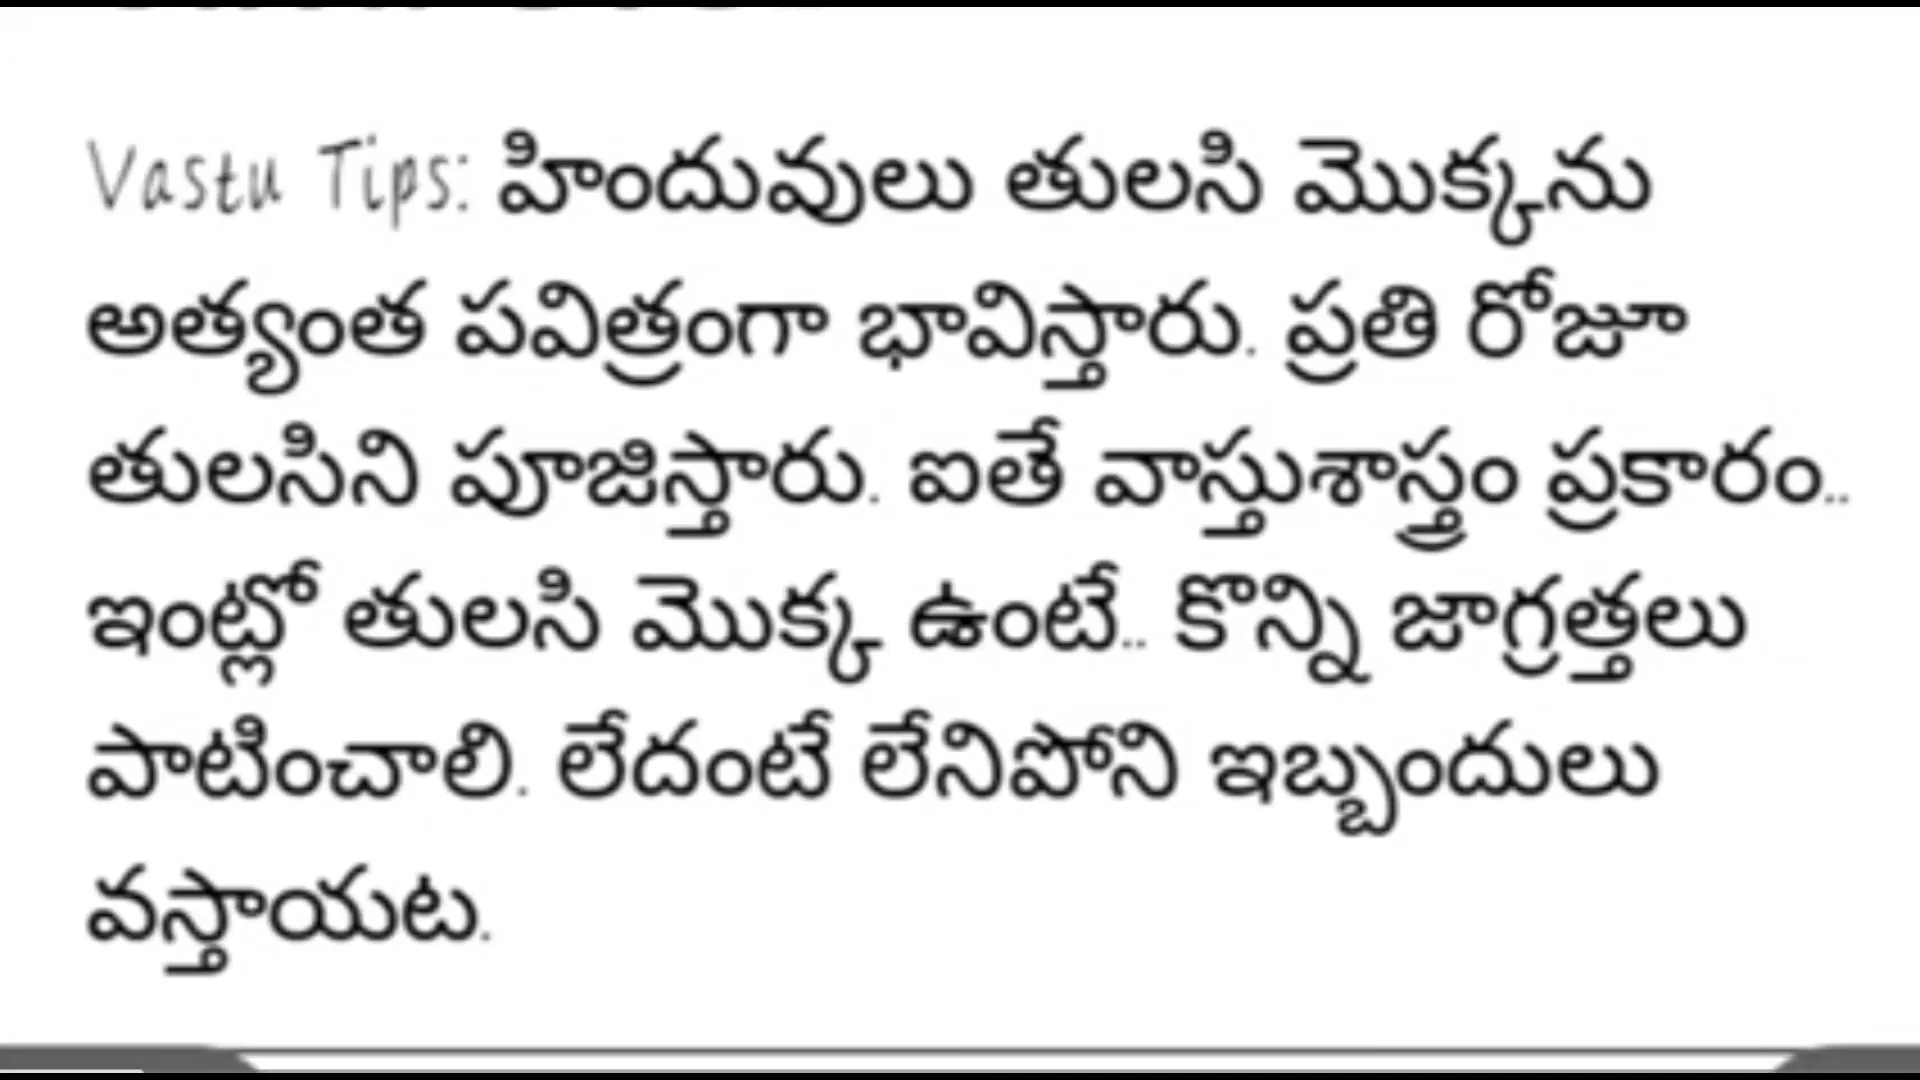 Vastu Tips: హిందువులు తులసి మొక్కను
అత్యంత పవిత్రంగా భావిస్తారు. ప్రతి రోజూ
తులసిని పూజిస్తారు. ఐతే వాస్తుశాస్త్రం ప్రకారం..
ఇంట్లో తులసి మొక్క ఉంటే.. కొన్ని జాగ్రత్తలు
పాటించాలి. లేదంటే లేనిపోని ఇబ్బందులు
వస్తాయట.